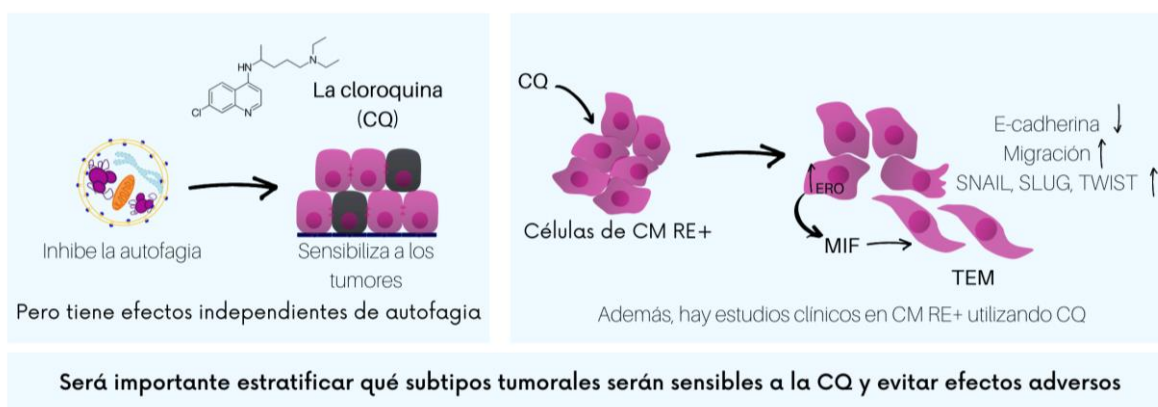 HN
N
Cl
N
La cloroquina
(CQ)
Inhibe la autofagia
Sensibiliza a los
tumores
Pero tiene efectos independientes de autofagia
CQ
Células de CM RE+
ERO
MIF
TEM
E-cadherina
Migración
SNAIL, SLUG, TWIST
Además, hay estudios clínicos en CM RE+ utilizando CQ
Será importante estratificar qué subtipos tumorales serán sensibles a la CQ y evitar efectos adversos